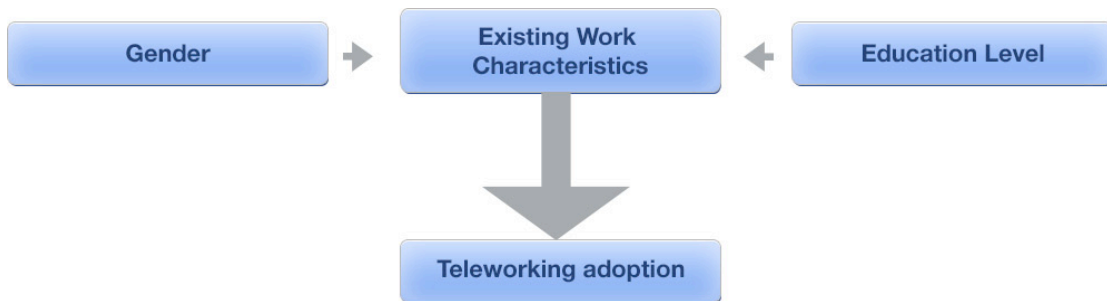 Gender
Existing Work
Characteristics
Education Level
Teleworking adoption